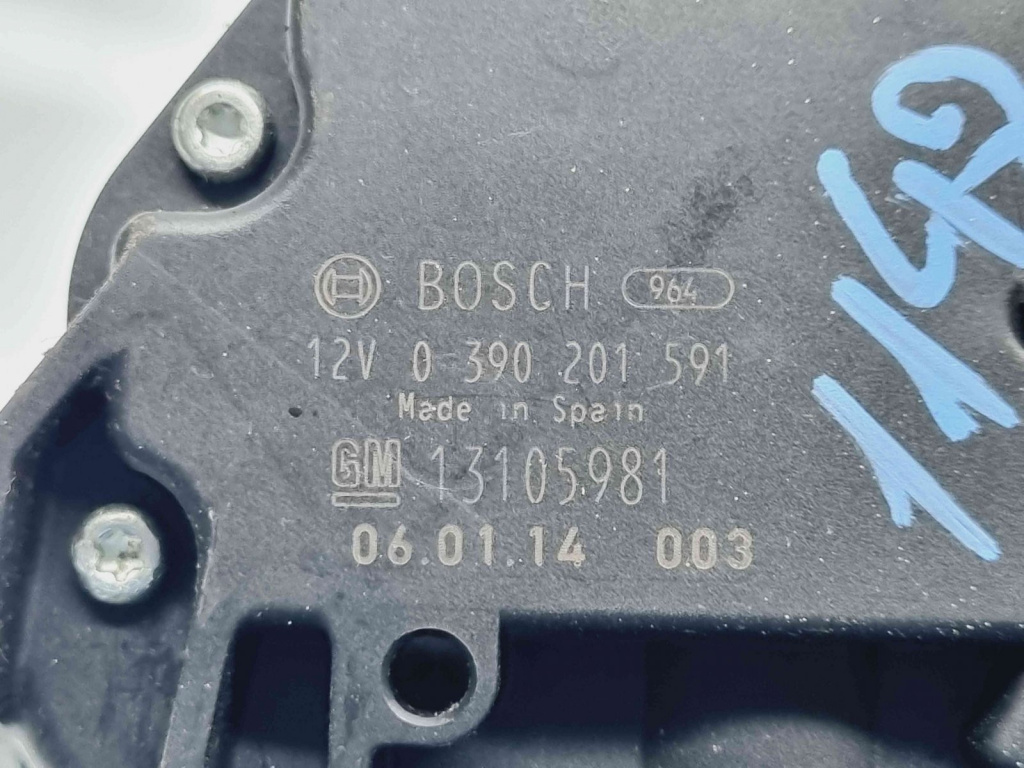 BOSCH 964
12V 0 390 201 591
Made in Spain
GM 13105981
06.01.14 003